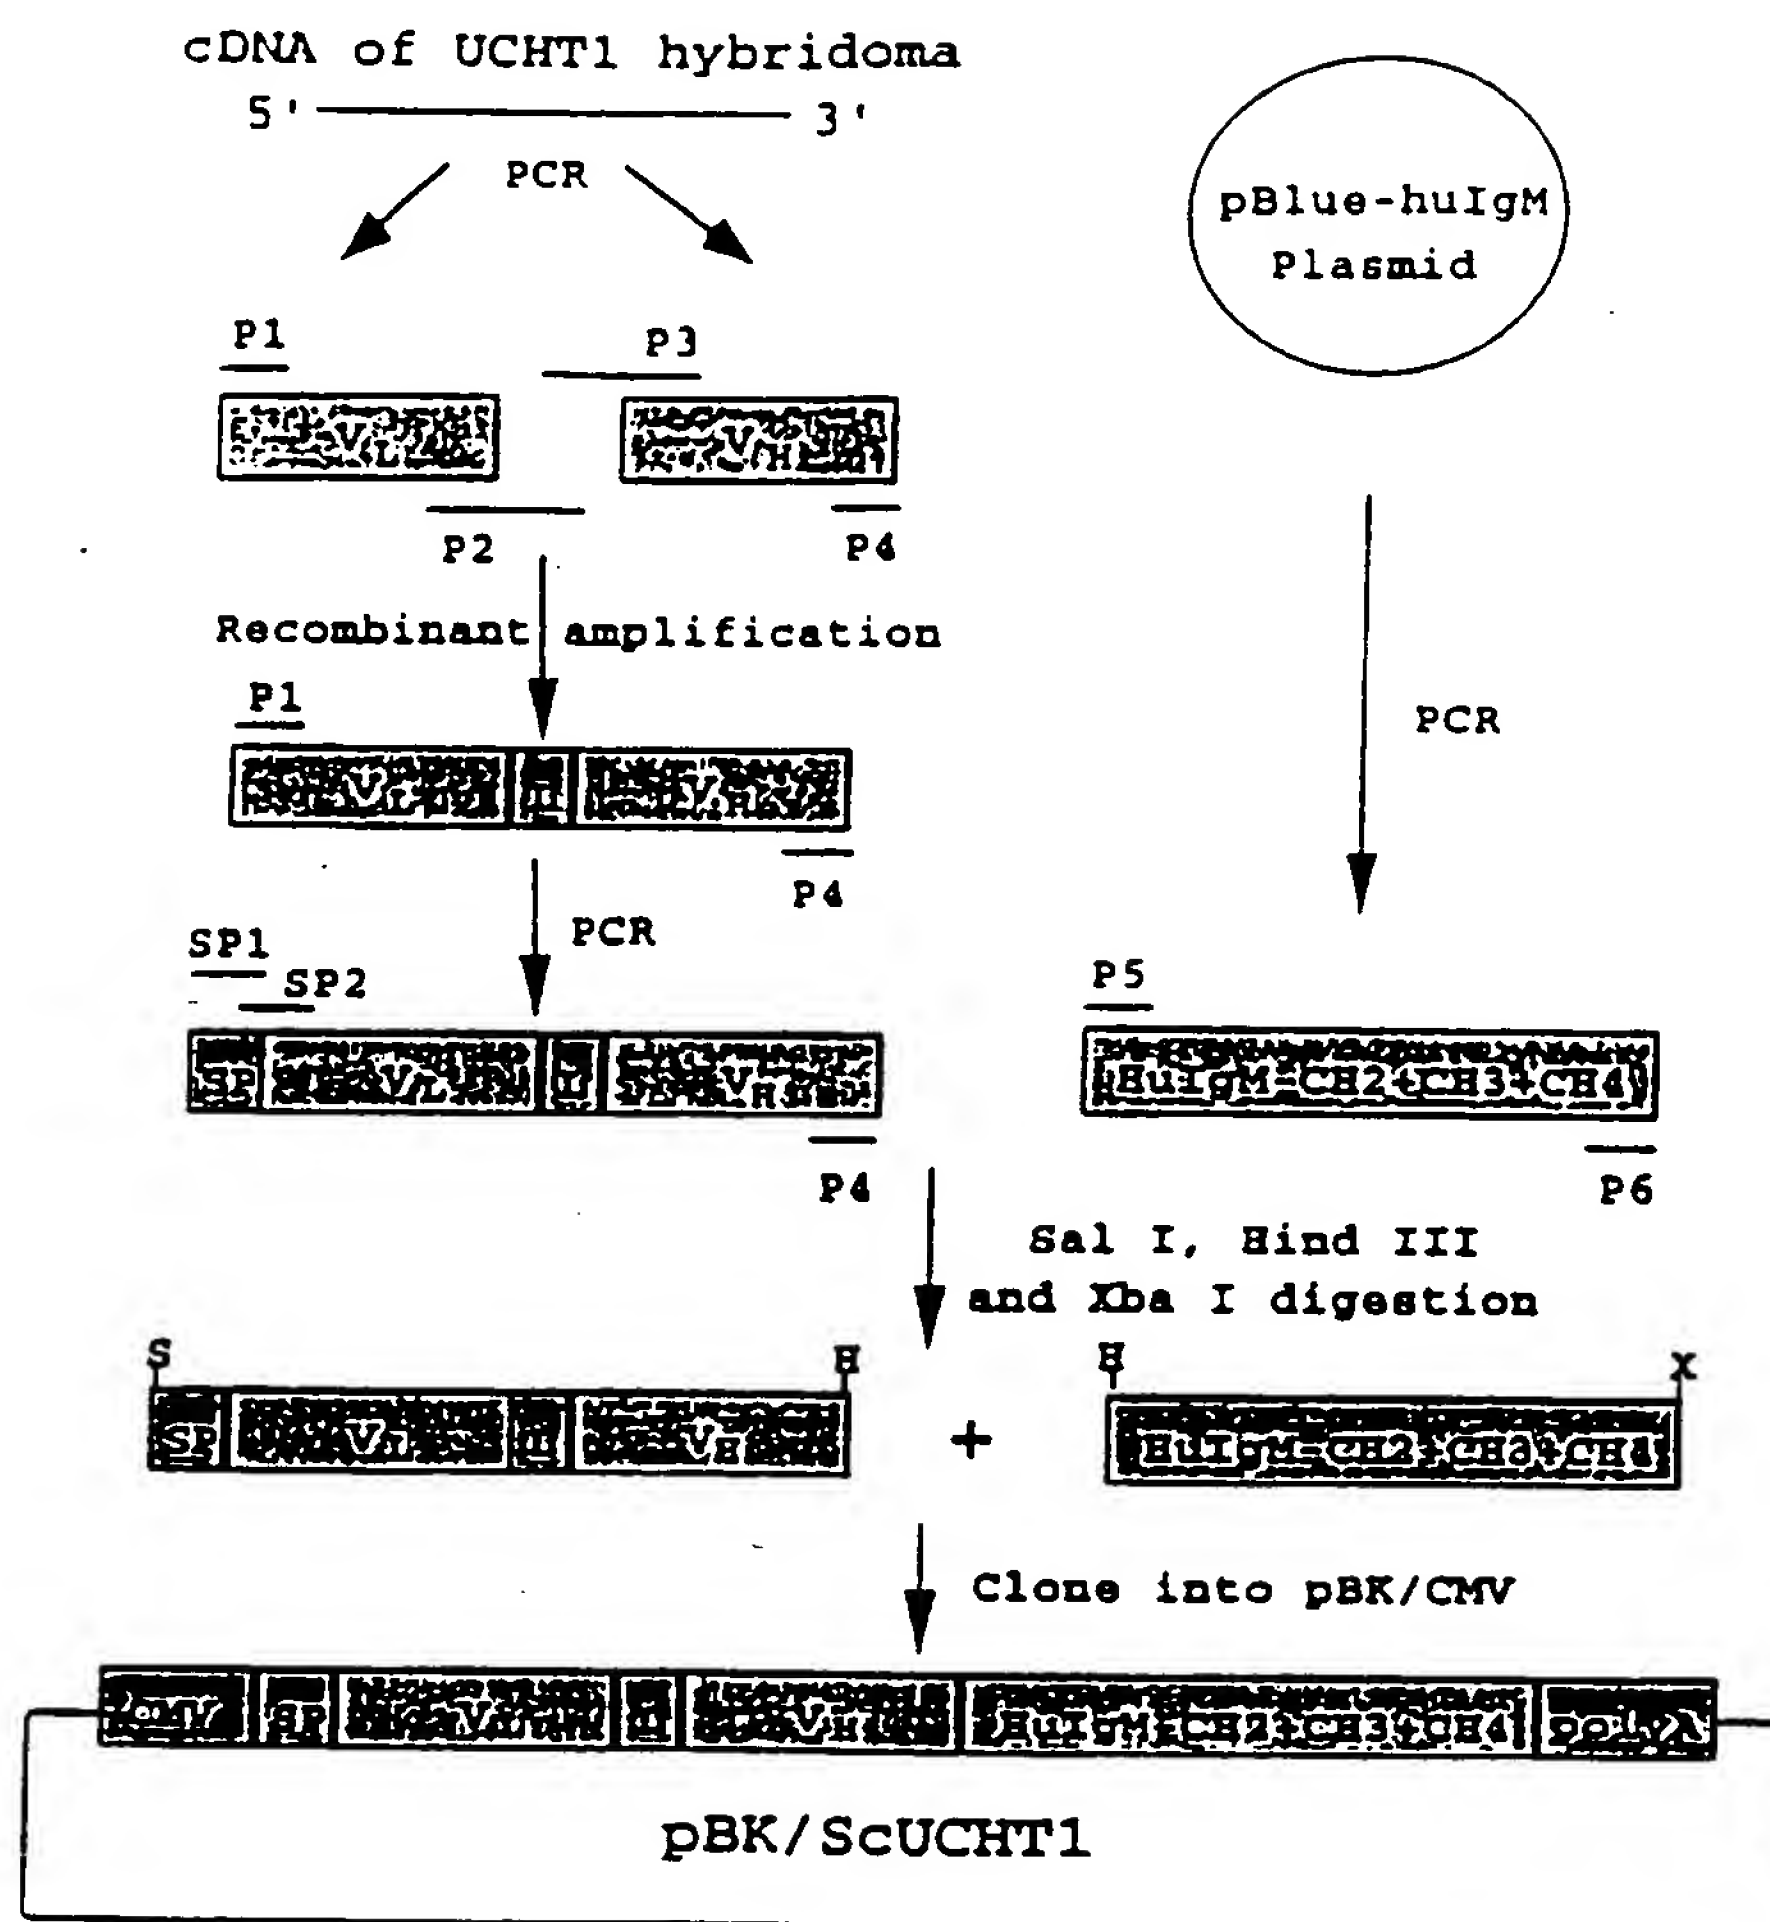 cDNA of UCHT1 hybridoma
5' 3'
PCR
pBlue-huIgM
Plasmid
P1
P3
VL
VH
P2
P4
Recombinant amplification
P1
VL
VH
P4
PCR
PCR
SP1
SP2
SP
VL
VH
P4
P5
HuIgM-CH2+CH3+CH4
P6
Sal I, Hind III
and Xba I digestion
S
H
H
X
SP
VL
VH
+
HuIgM-CH2+CH3+CH4
Clone into pBK/CMV
CMV
SP
VL
VH
HuIgM-CH2+CH3+CH4
polyA
pBK/ScUCHT1